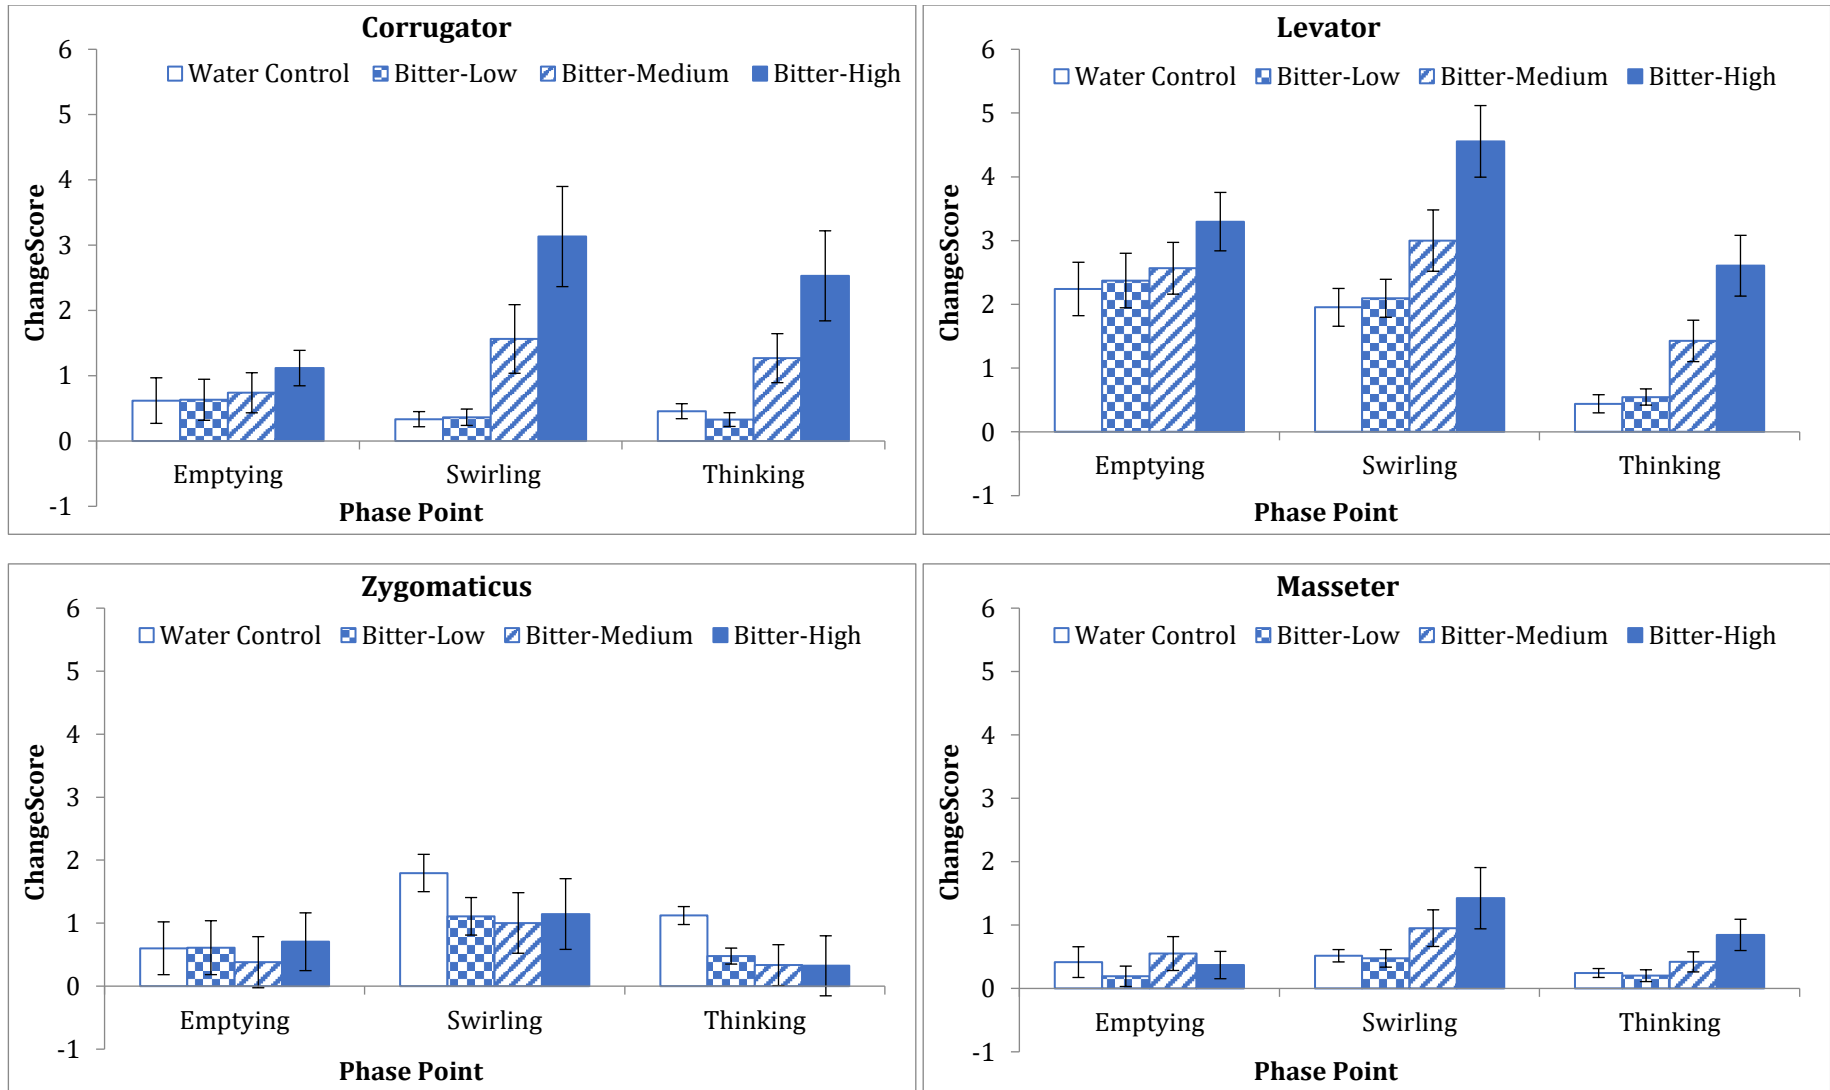 Corrugator
Water Control Bitter-Low Bitter-Medium Bitter-High
6
5
4
3
2
1
0
-1
ChangeScore
Emptying Swirling Thinking
Phase Point
Levator
Water Control Bitter-Low Bitter-Medium Bitter-High
6
5
4
3
2
1
0
-1
ChangeScore
Emptying Swirling Thinking
Phase Point
Zygomaticus
Water Control Bitter-Low Bitter-Medium Bitter-High
6
5
4
3
2
1
0
-1
ChangeScore
Emptying Swirling Thinking
Phase Point
Masseter
Water Control Bitter-Low Bitter-Medium Bitter-High
6
5
4
3
2
1
0
-1
ChangeScore
Emptying Swirling Thinking
Phase Point